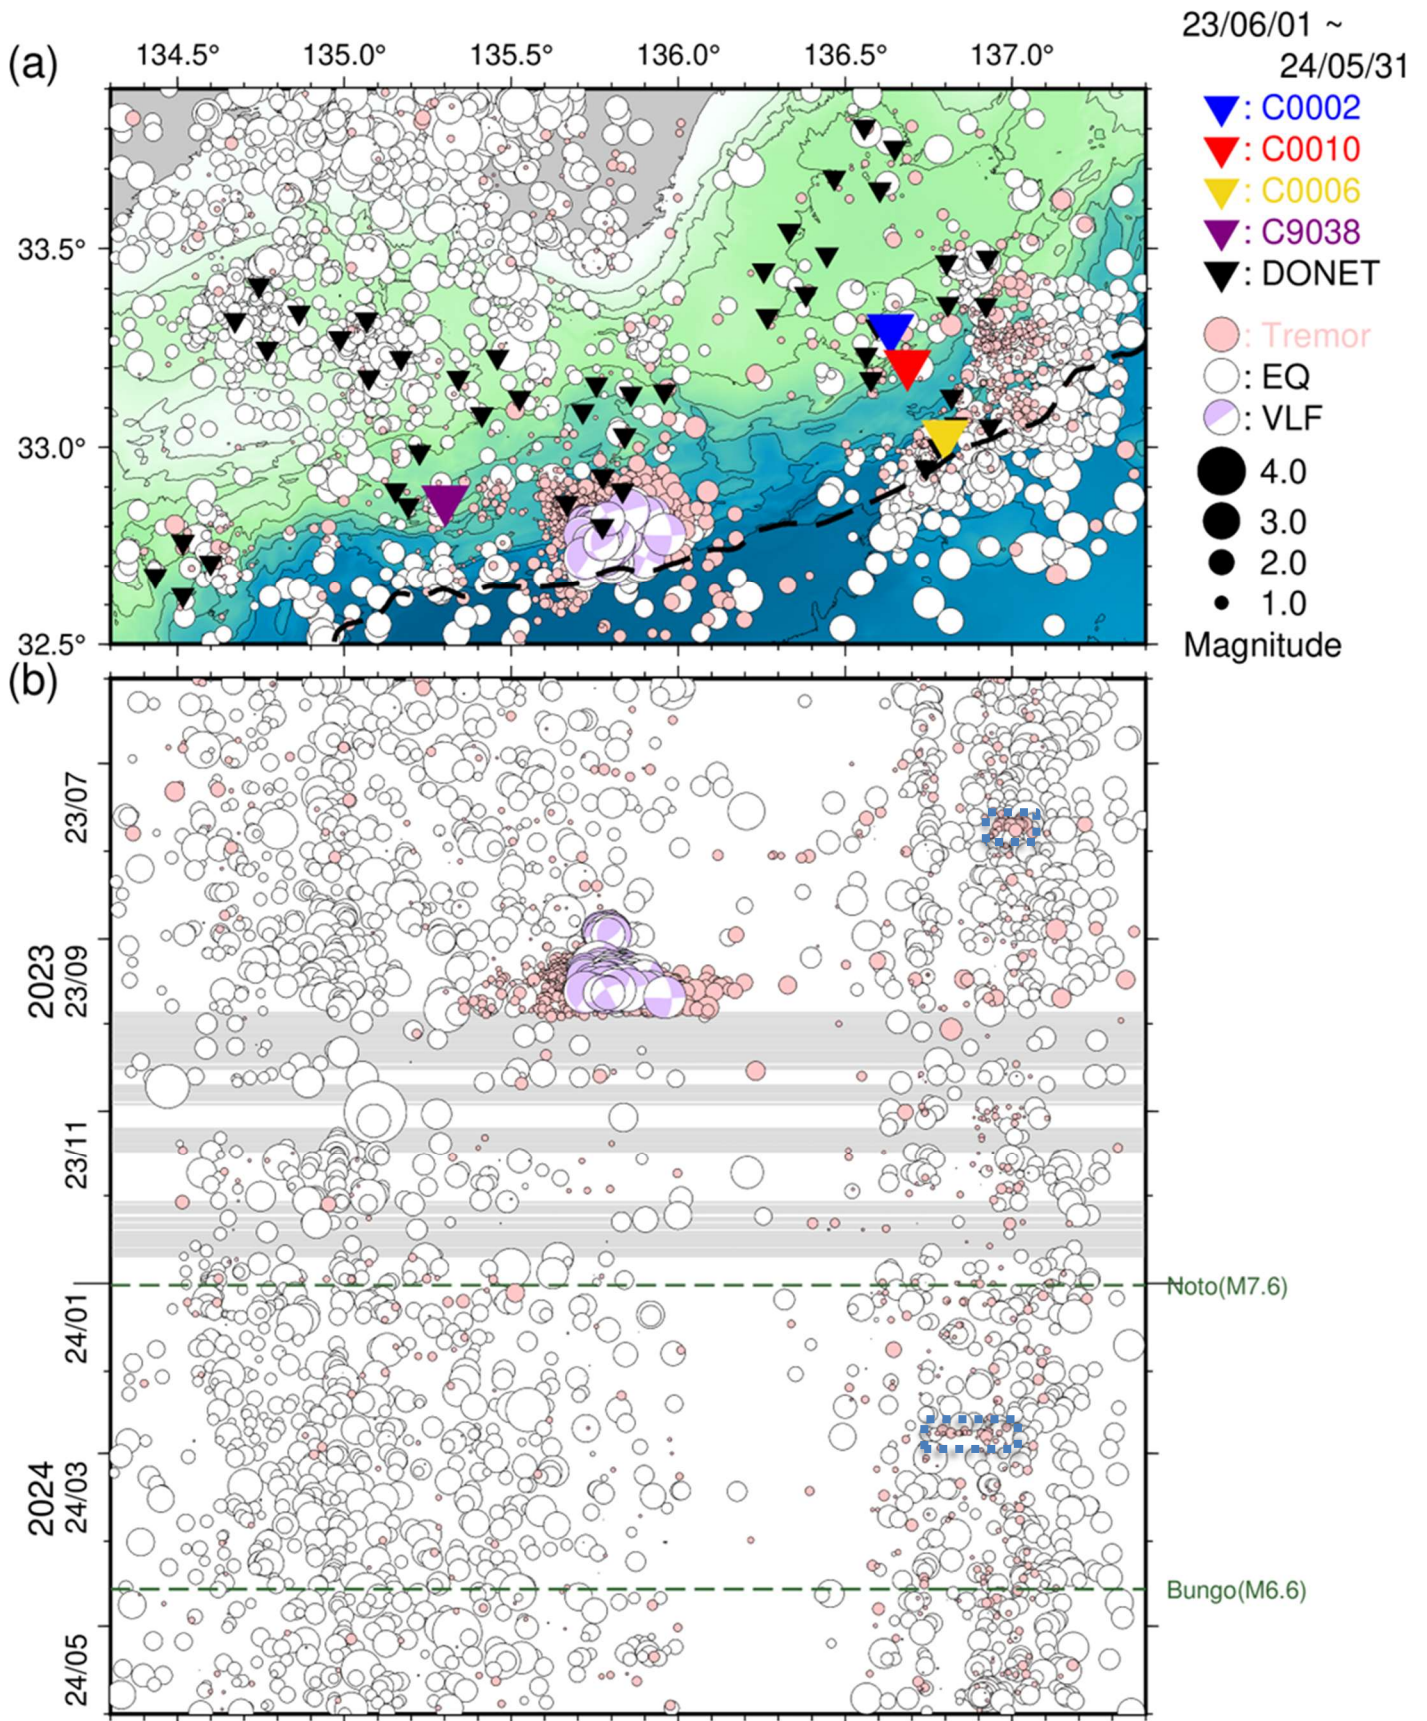 23/06/01 ~
24/05/31
(a)
134.5° 135.0° 135.5° 136.0° 136.5° 137.0°
: C0002
: C0010
: C0006
: C9038
: DONET
: Tremor
: EQ
: VLF
4.0
3.0
2.0
1.0
Magnitude
33.5°
33.0°
32.5°
(b)
2023
23/07
23/09
23/11
2024
24/01
24/03
24/05
Noto(M7.6)
Bungo(M6.6)